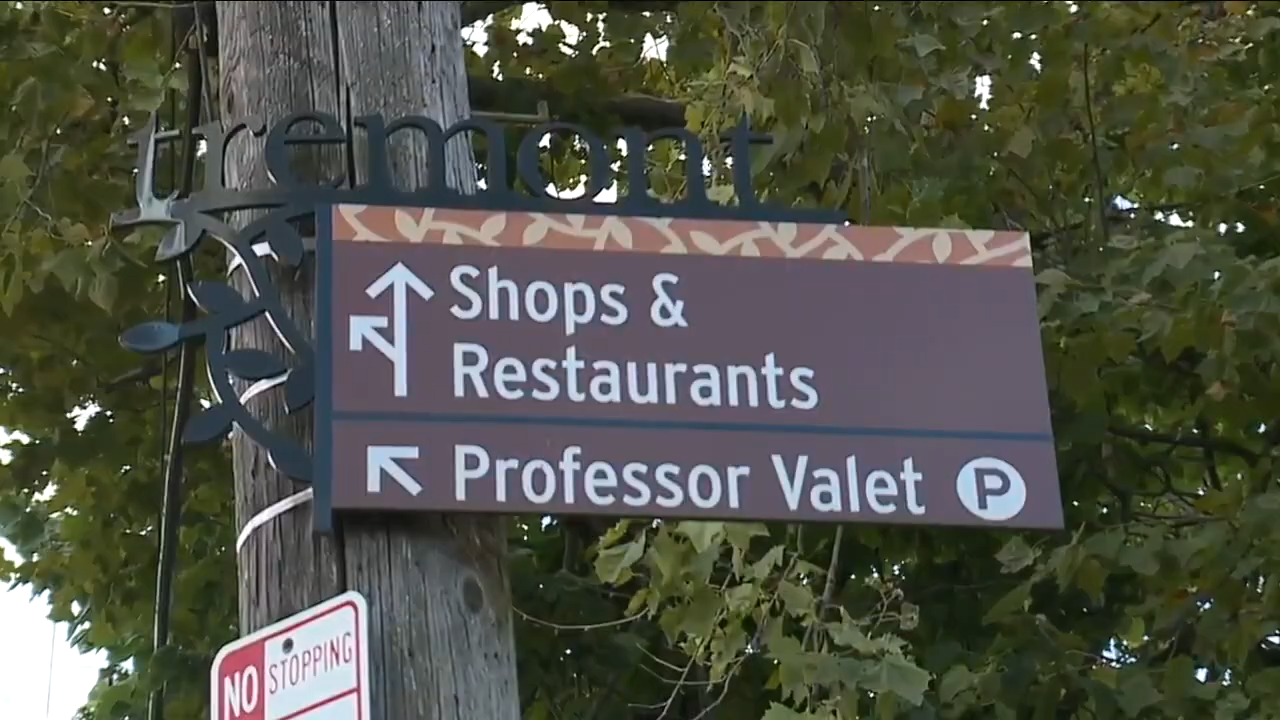 tremont
Shops &
Restaurants
Professor Valet P
NO STOPPING